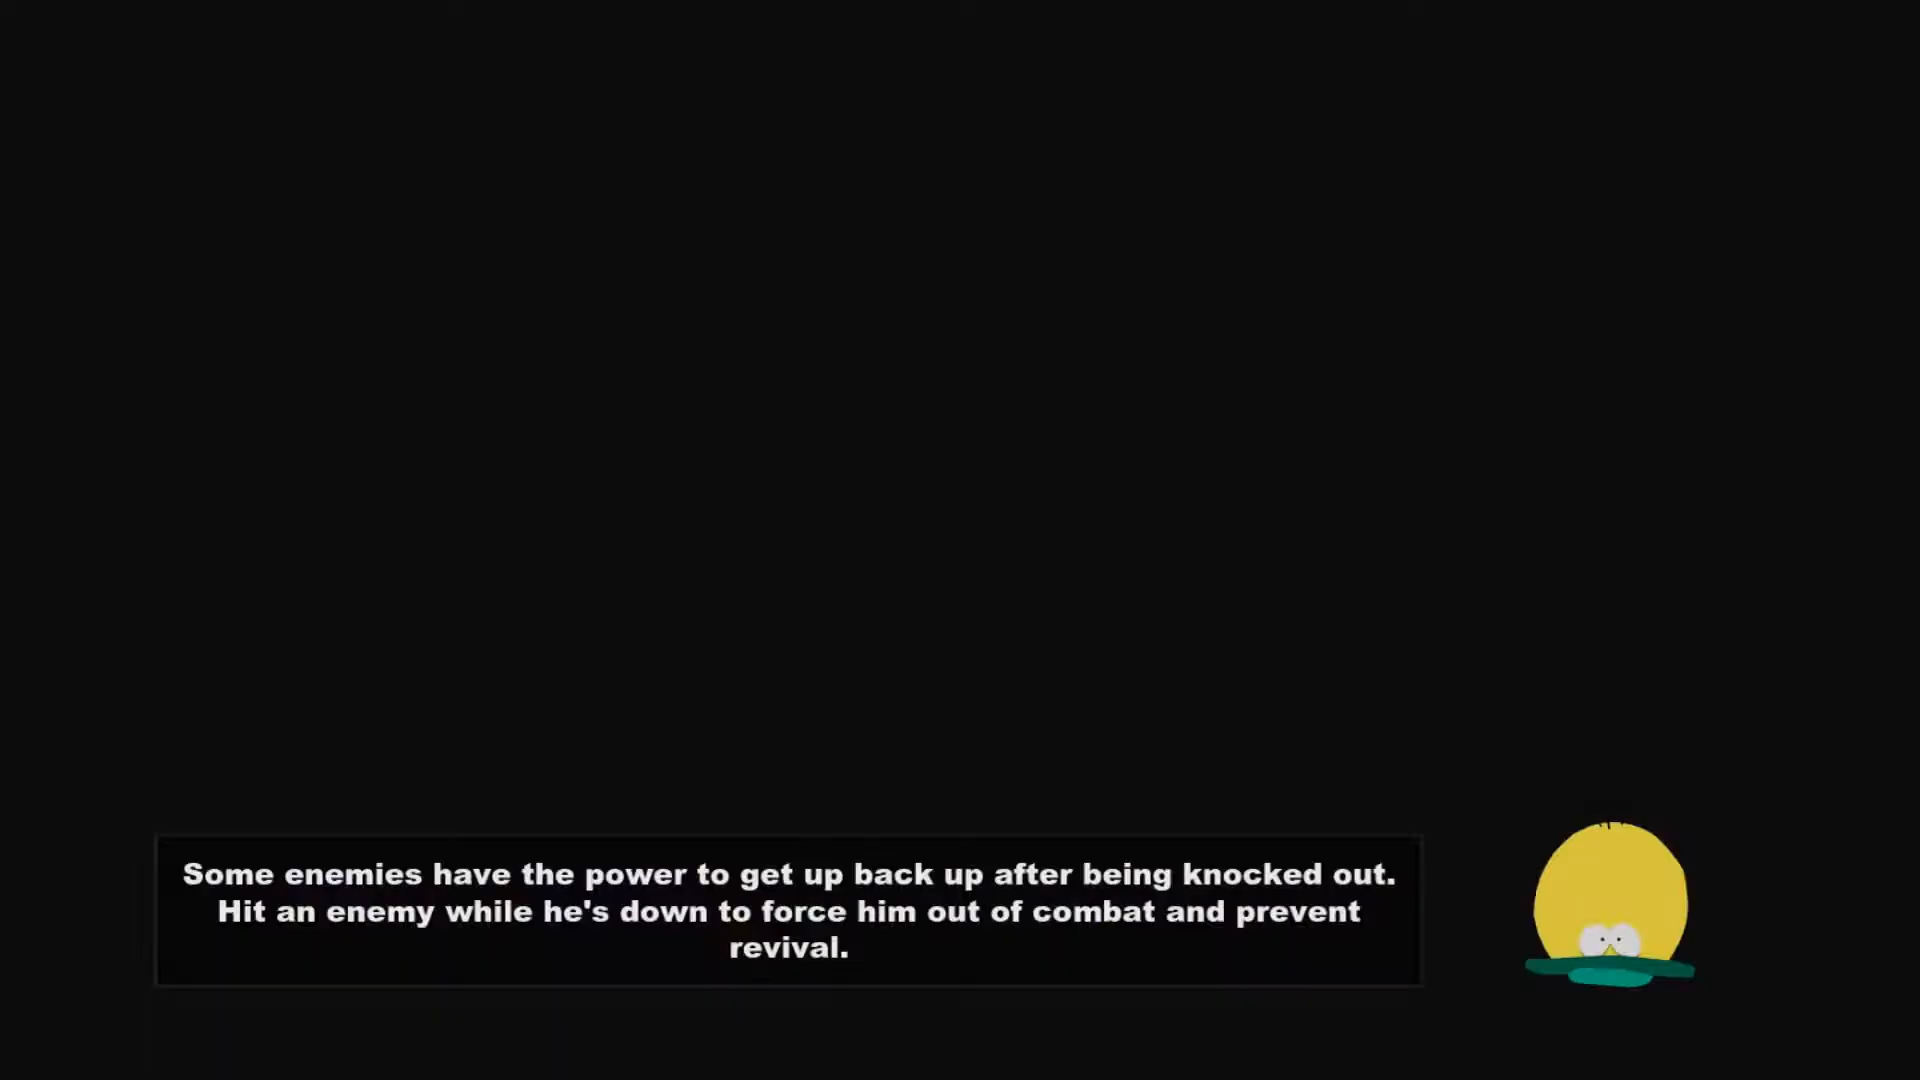 Some enemies have the power to get up back up after being knocked out.
Hit an enemy while he's down to force him out of combat and prevent
revival.